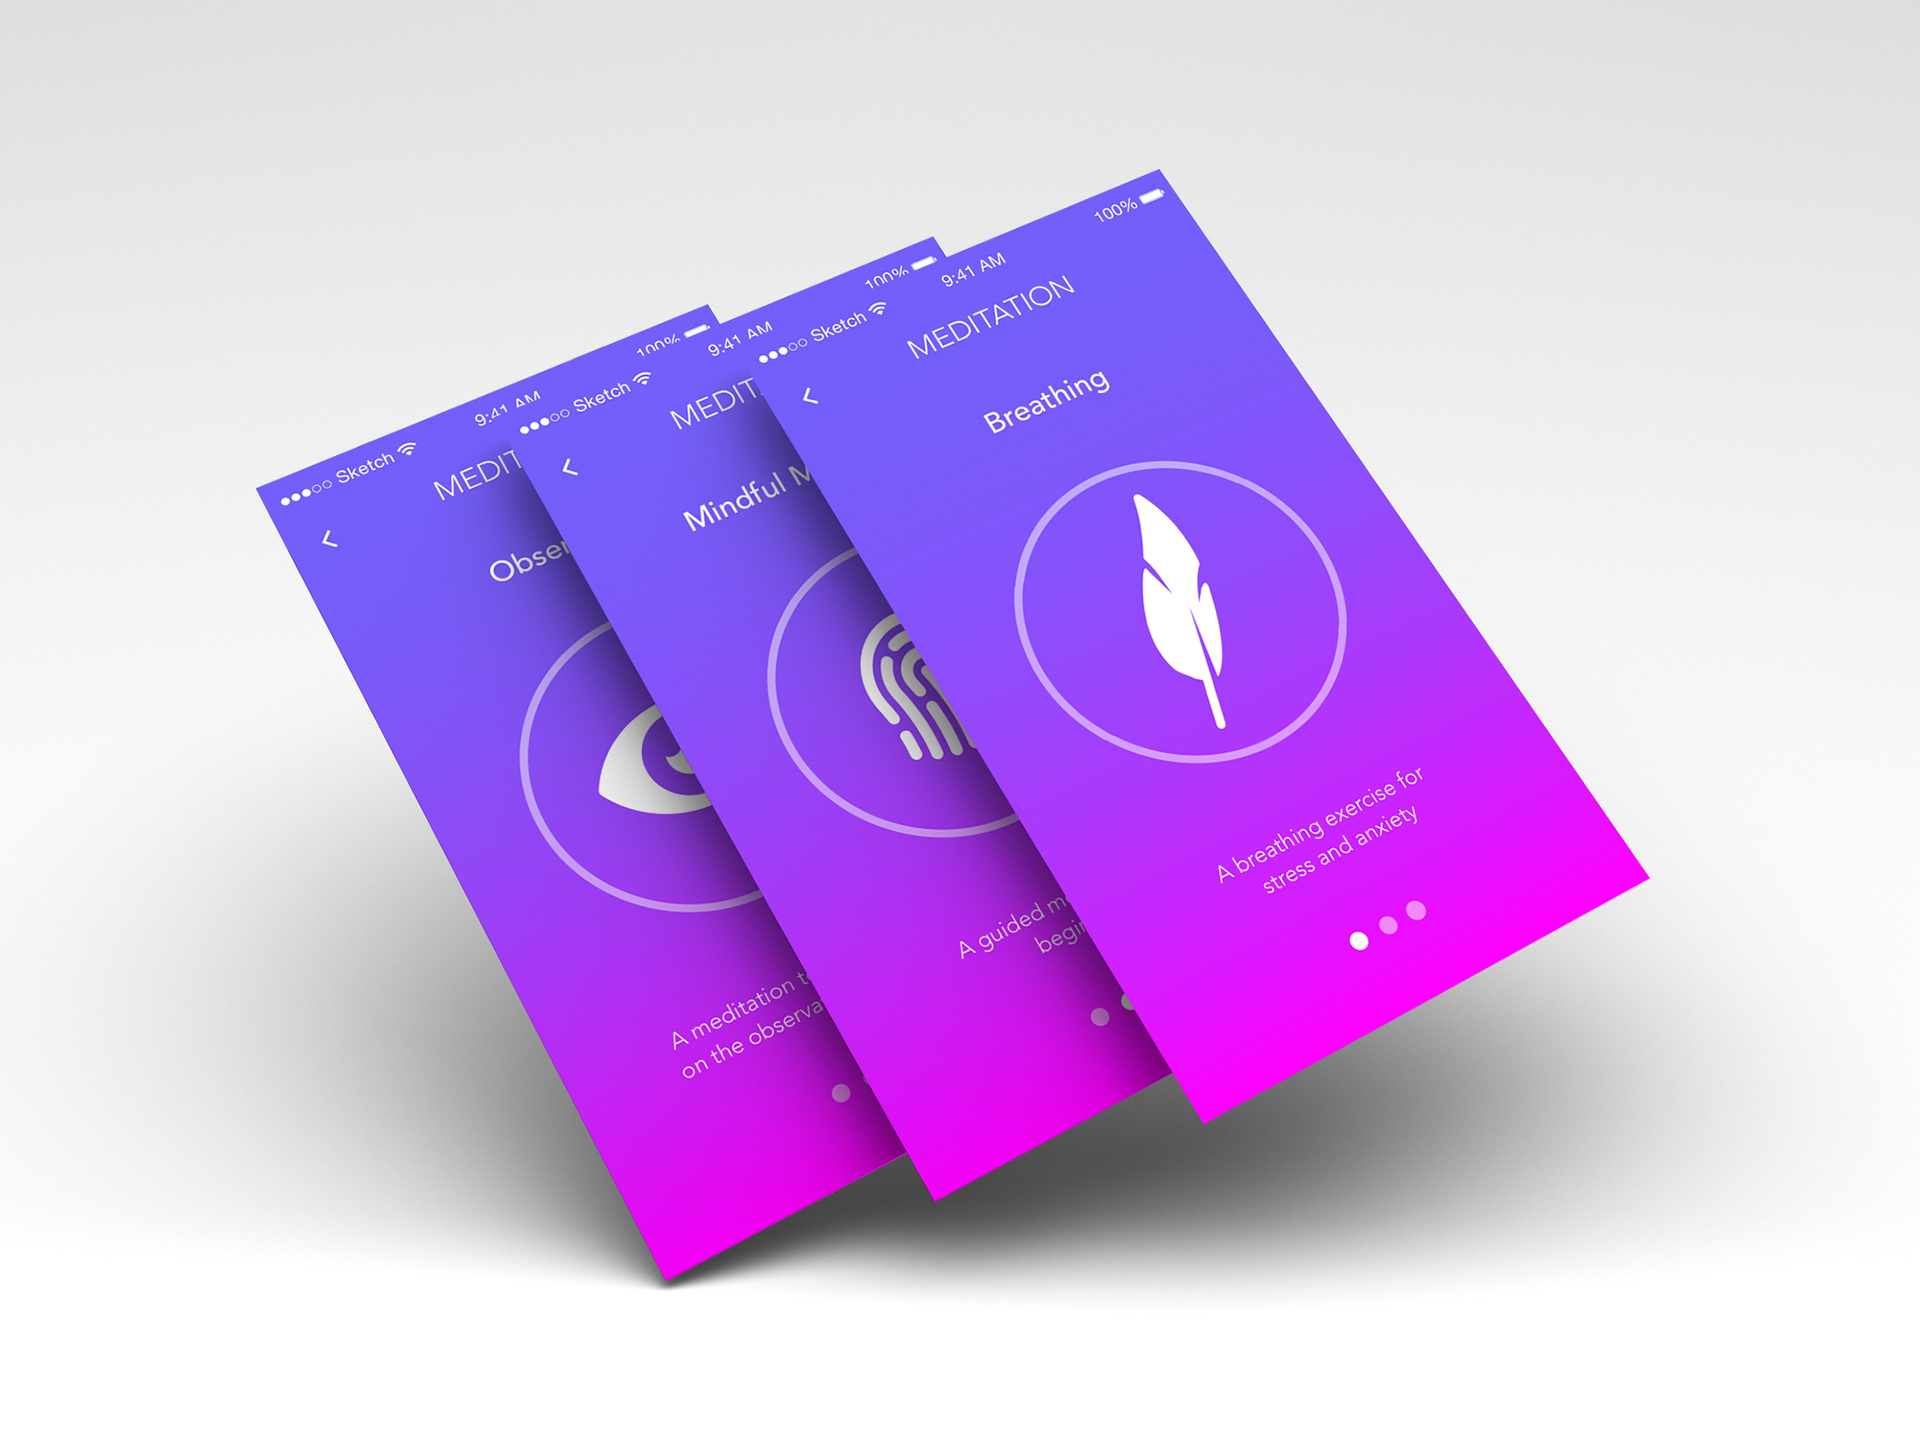 100%
9:41 AM
Sketch
MEDITATION
Breathing
A breathing exercise for
stress and anxiety
100%
9:41 AM
Sketch
MEDIT
Mindful M
A guided m
begin
100%
9:41 AM
Sketch
MEDIT
Obser
A meditation t
on the observa